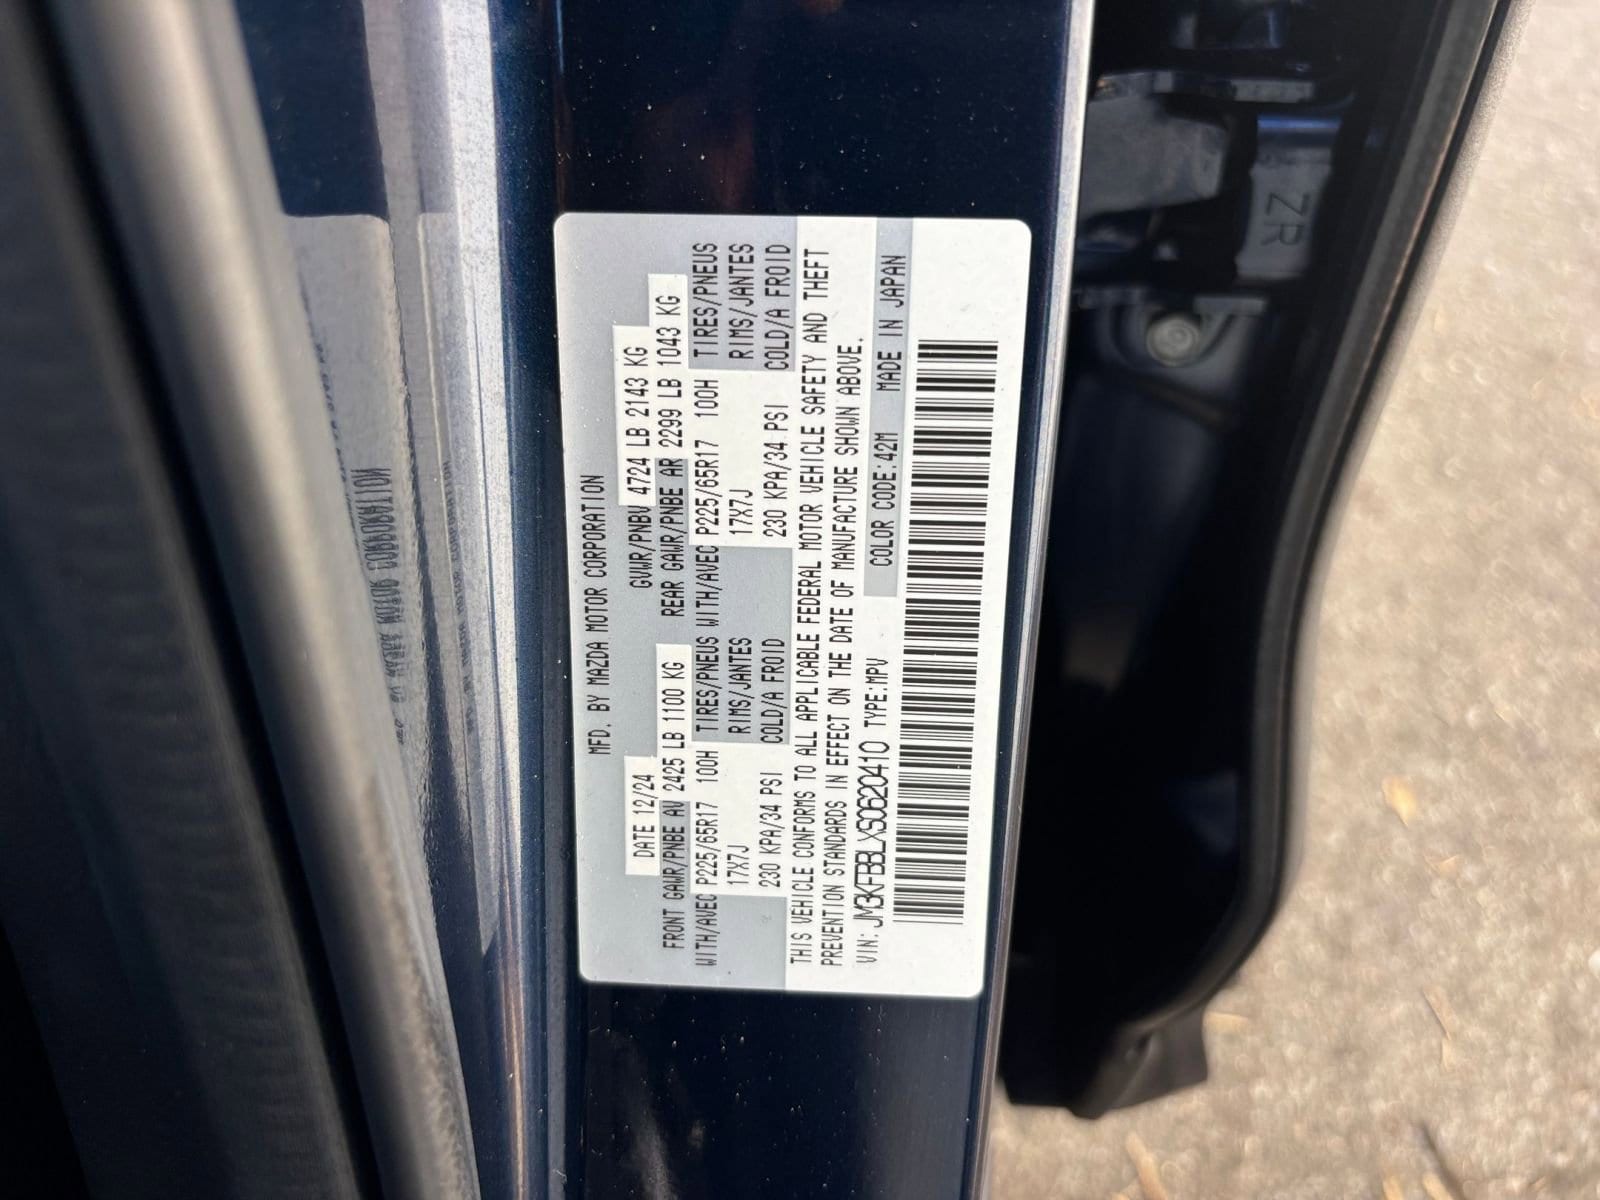 MFD. BY MAZDA MOTOR CORPORATION
DATE 12/24 GVWR/PNBV 4724 LB 2143 KG
FRONT GAWR/PNBE AV 2425 LB 1100 KG REAR GAWR/PNBE AR 2299 LB 1043 KG
WITH/AVEC P225/65R17 100H TIRES/PNEUS WITH/AVEC P225/65R17 100H TIRES/PNEUS
17X7J RIMS/JANTES 17X7J RIMS/JANTES
230 KPA/34 PSI COLD/A FROID 230 KPA/34 PSI COLD/A FROID
THIS VEHICLE CONFORMS TO ALL APPLICABLE FEDERAL MOTOR VEHICLE SAFETY AND THEFT
PREVENTION STANDARDS IN EFFECT ON THE DATE OF MANUFACTURE SHOWN ABOVE.
VIN: JM3KFBBLXS0620410 TYPE:MPV COLOR CODE:42M MADE IN JAPAN
ZR